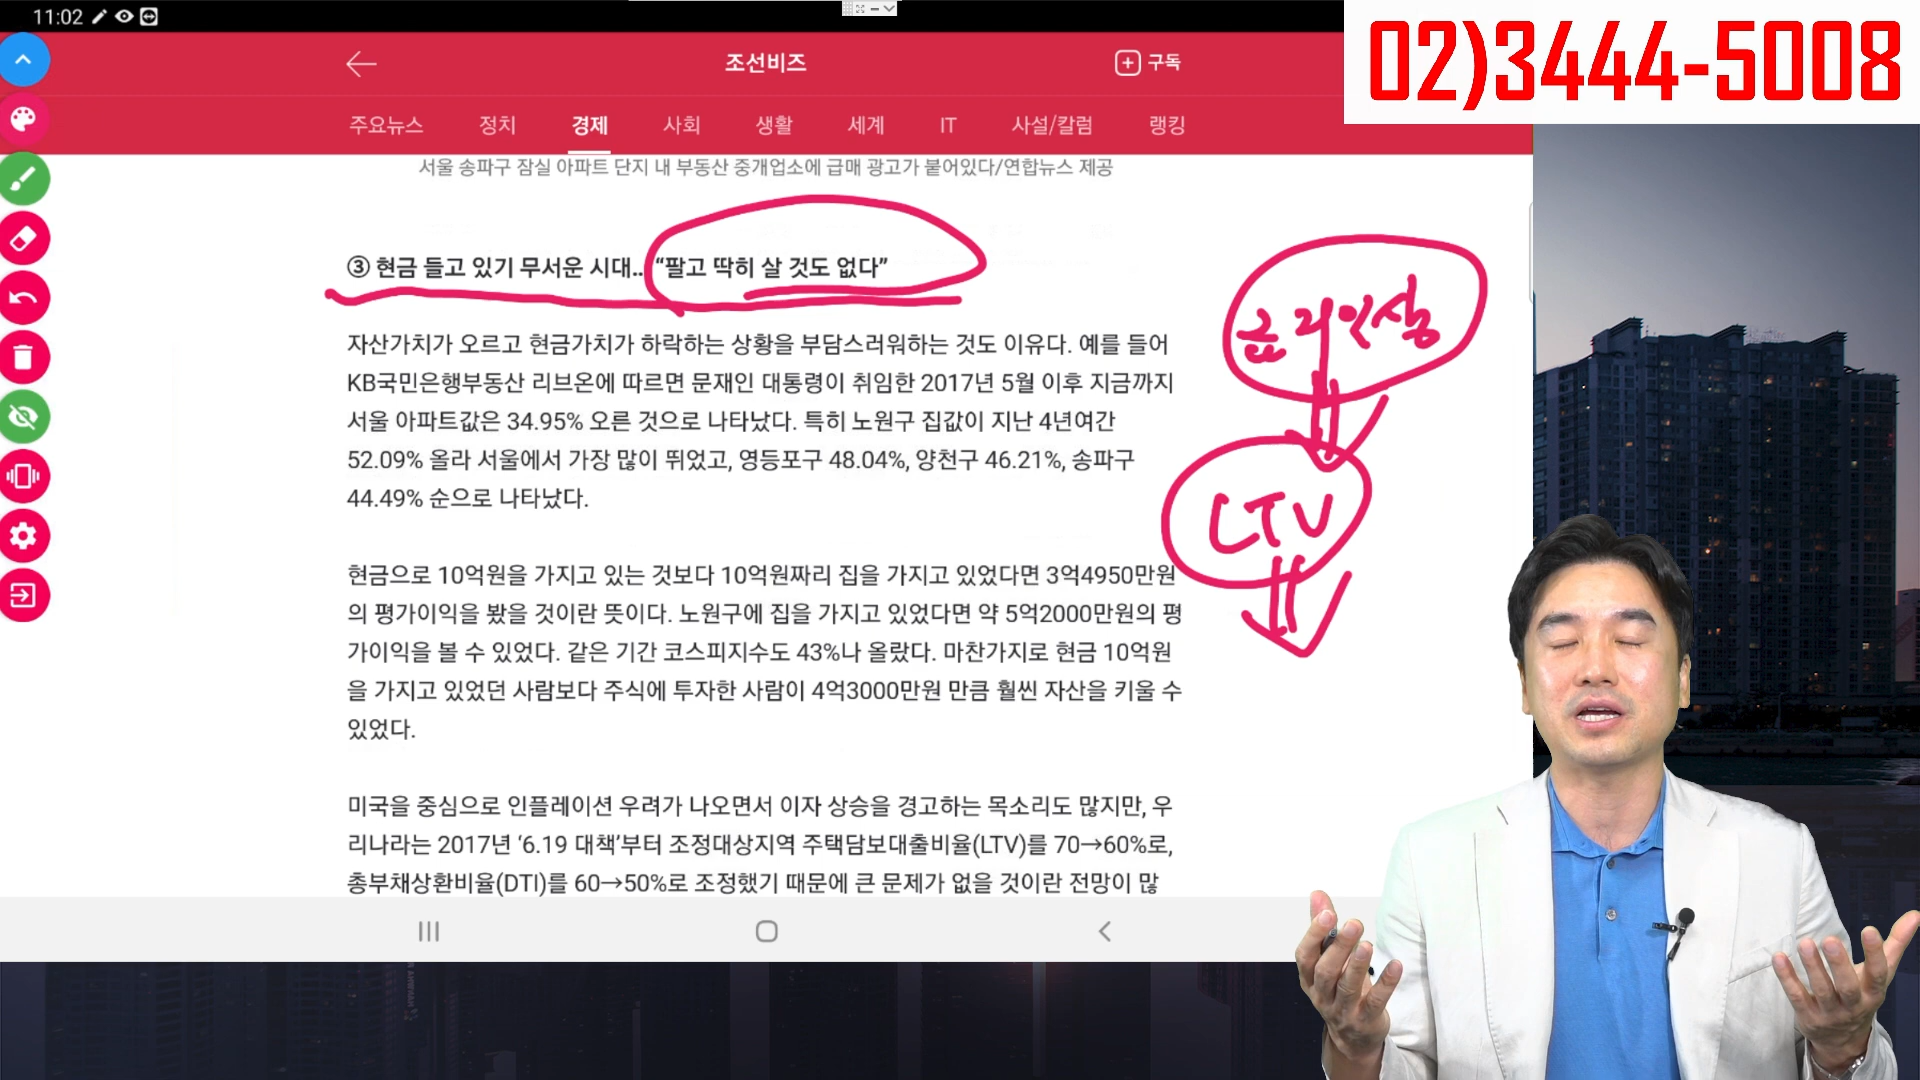 11:02
02)3444-5008
조선비즈
구독
주요뉴스 정치 경제 사회 생활 세계 IT 사설/칼럼 랭킹
서울 송파구 잠실 아파트 단지 내 부동산 중개업소에 급매 광고가 붙어있다/연합뉴스 제공
③ 현금 들고 있기 무서운 시대... “팔고 딱히 살 것도 없다”
자산가치가 오르고 현금가치가 하락하는 상황을 부담스러워하는 것도 이유다. 예를 들어
KB국민은행부동산 리브온에 따르면 문재인 대통령이 취임한 2017년 5월 이후 지금까지
서울 아파트값은 34.95% 오른 것으로 나타났다. 특히 노원구 집값이 지난 4년여간
52.09% 올라 서울에서 가장 많이 뛰었고, 영등포구 48.04%, 양천구 46.21%, 송파구
44.49% 순으로 나타났다.
현금으로 10억원을 가지고 있는 것보다 10억원짜리 집을 가지고 있었다면 3억4950만원
의 평가이익을 봤을 것이란 뜻이다. 노원구에 집을 가지고 있었다면 약 5억2000만원의 평
가이익을 볼 수 있었다. 같은 기간 코스피지수도 43%나 올랐다. 마찬가지로 현금 10억원
을 가지고 있었던 사람보다 주식에 투자한 사람이 4억3000만원 만큼 훨씬 자산을 키울 수
있었다.
미국을 중심으로 인플레이션 우려가 나오면서 이자 상승을 경고하는 목소리도 많지만, 우
리나라는 2017년 ‘6.19 대책’부터 조정대상지역 주택담보대출비율(LTV)를 70→60%로,
총부채상환비율(DTI)를 60→50%로 조정했기 때문에 큰 문제가 없을 것이란 전망이 많
금리인상
LTV